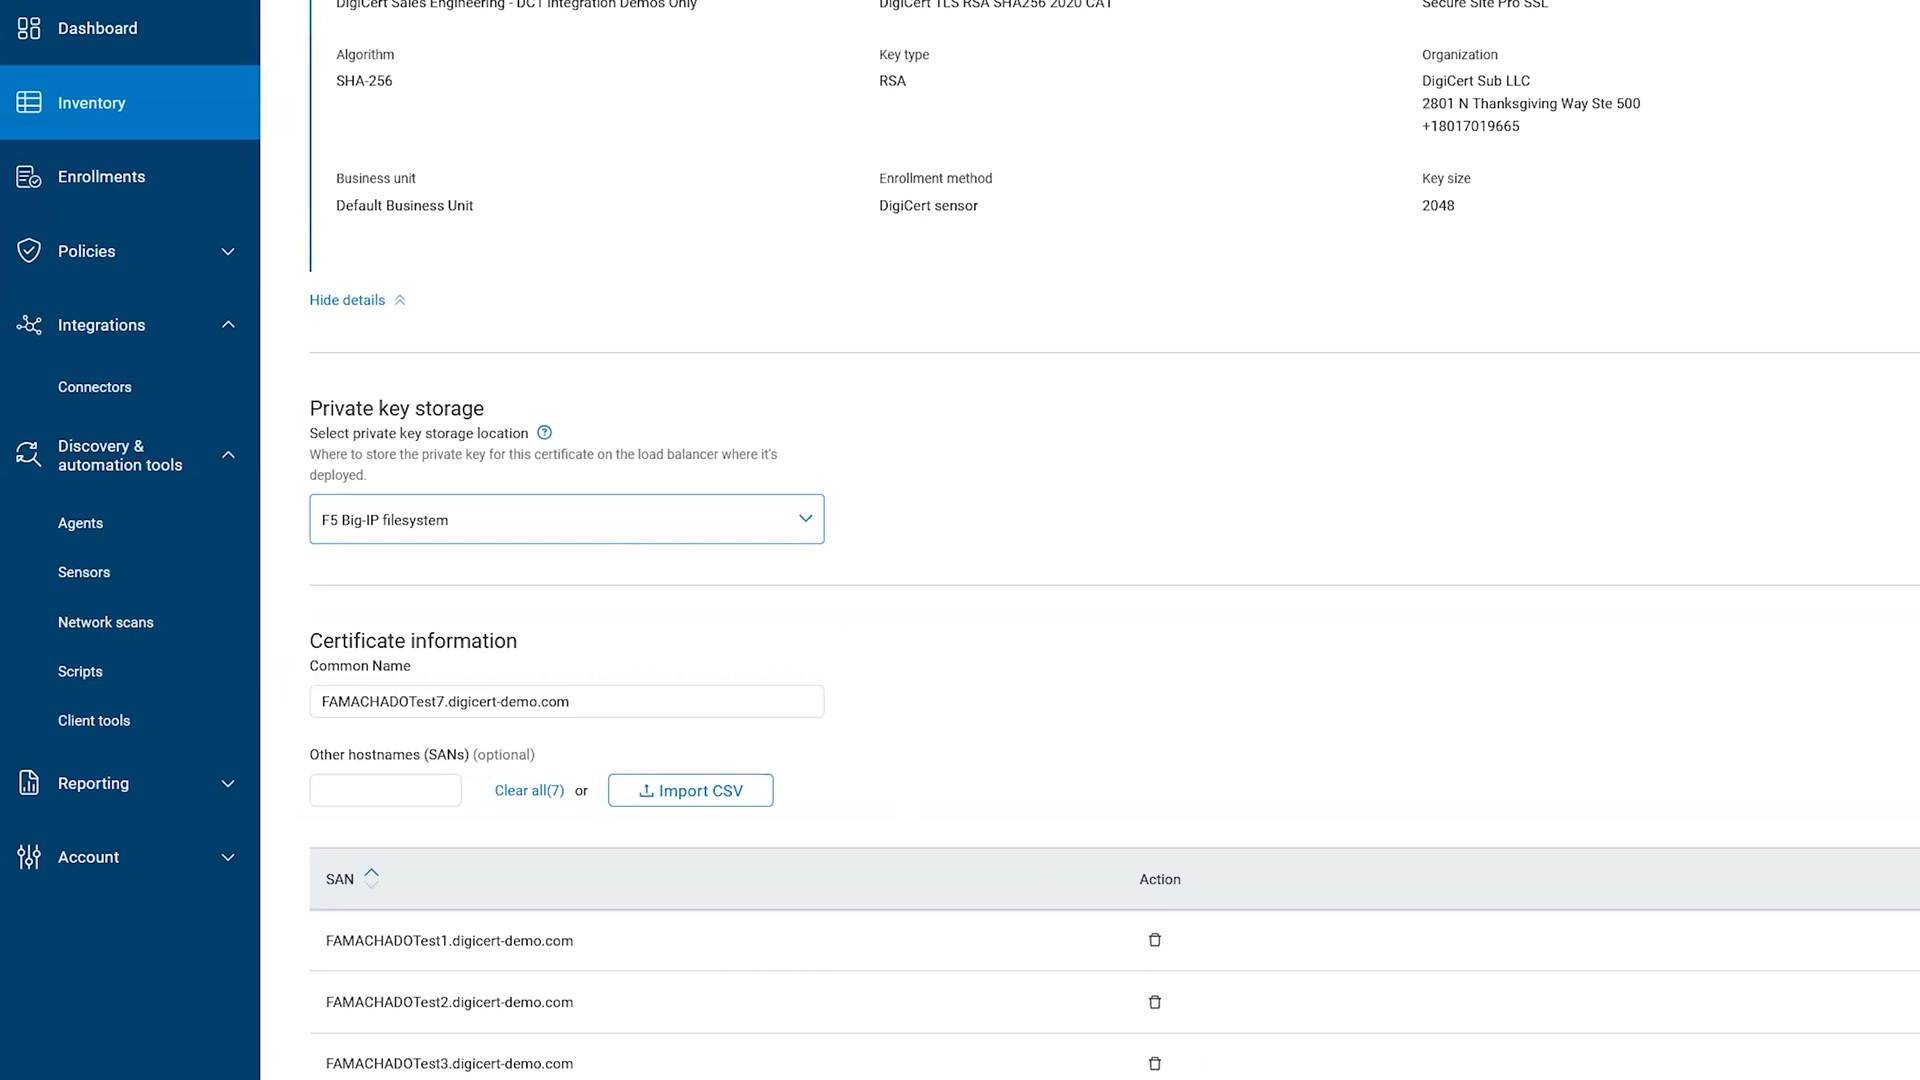 Dashboard
Inventory
Enrollments
Policies
Integrations
Connectors
Discovery &
automation tools
Agents
Sensors
Network scans
Scripts
Client tools
Reporting
Account
DigiCert Sales Engineering - DC1 Integration Demos Only
DigiCert TLS RSA SHA256 2020 CA1
Secure Site Pro SSL
Algorithm
SHA-256
Key type
RSA
Organization
DigiCert Sub LLC
2801 N Thanksgiving Way Ste 500
+18017019665
Business unit
Default Business Unit
Enrollment method
DigiCert sensor
Key size
2048
Hide details
Private key storage
Select private key storage location
Where to store the private key for this certificate on the load balancer where it's
deployed.
F5 Big-IP filesystem
Certificate information
Common Name
FAMACHADOTest7.digicert-demo.com
Other hostnames (SANs) (optional)
Clear all(7) or Import CSV
SAN Action
FAMACHADOTest1.digicert-demo.com
FAMACHADOTest2.digicert-demo.com
FAMACHADOTest3.digicert-demo.com